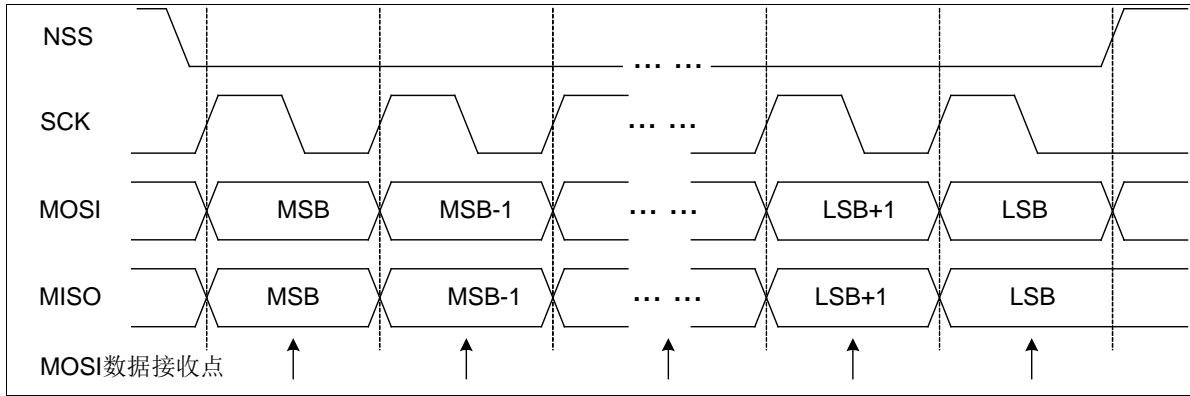 NSS
... ...
SCK
... ...
MOSI MSB MSB-1 ... ... LSB+1 LSB
MISO MSB MSB-1 ... ... LSB+1 LSB
MOSI数据接收点